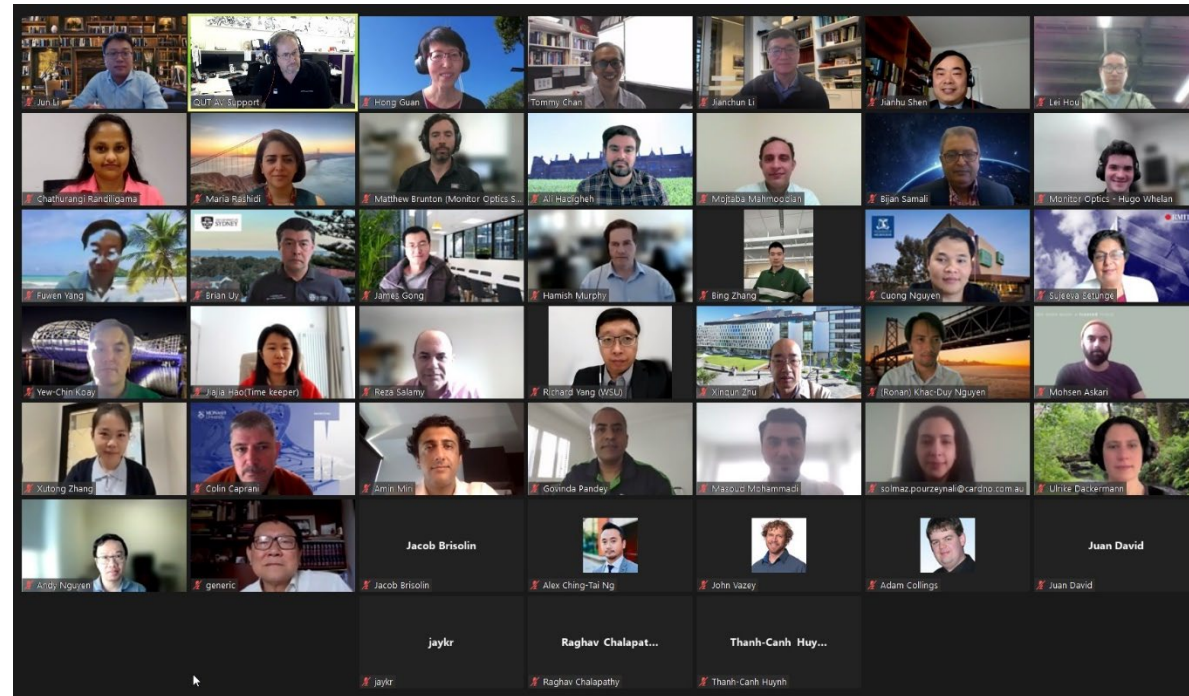 Jun Li
QUT AV Support
Hong Guan
Tommy Chan
Jianchun Li
Jianhu Shen
Lei Hou
Chathurangi Randiligama
Maria Rashidi
Matthew Brunton (Monitor Optics S...
Ali Hadigheh
Mojtaba Mahmoodian
Bijan Samali
Monitor Optics - Hugo Whelan
Fuwen Yang
SYDNEY
Brian Uy
James Gong
Hamish Murphy
Bing Zhang
Cuong Nguyen
RMIT
Sujeeva Setunge
Yew-Chin Koay
Jiajia Hao(Time keeper)
Reza Salamy
Richard Yang (WSU)
Xinqun Zhu
(Ronan) Khac-Duy Nguyen
Mohsen Askari
Xutong Zhang
MONASH
Colin Caprani
Amin Miri
Govinda Pandey
Masoud Mohammadi
solmaz.pourzeynali@cardno.com.au
Ulrike Dackermann
Andy Nguyen
generic
Jacob Brisolin
Jacob Brisolin
Alex Ching-Tai Ng
John Vazey
Adam Collings
Juan David
Juan David
jaykr
jaykr
Raghav Chalapat...
Raghav Chalapathy
Thanh-Canh Huy...
Thanh-Canh Huynh